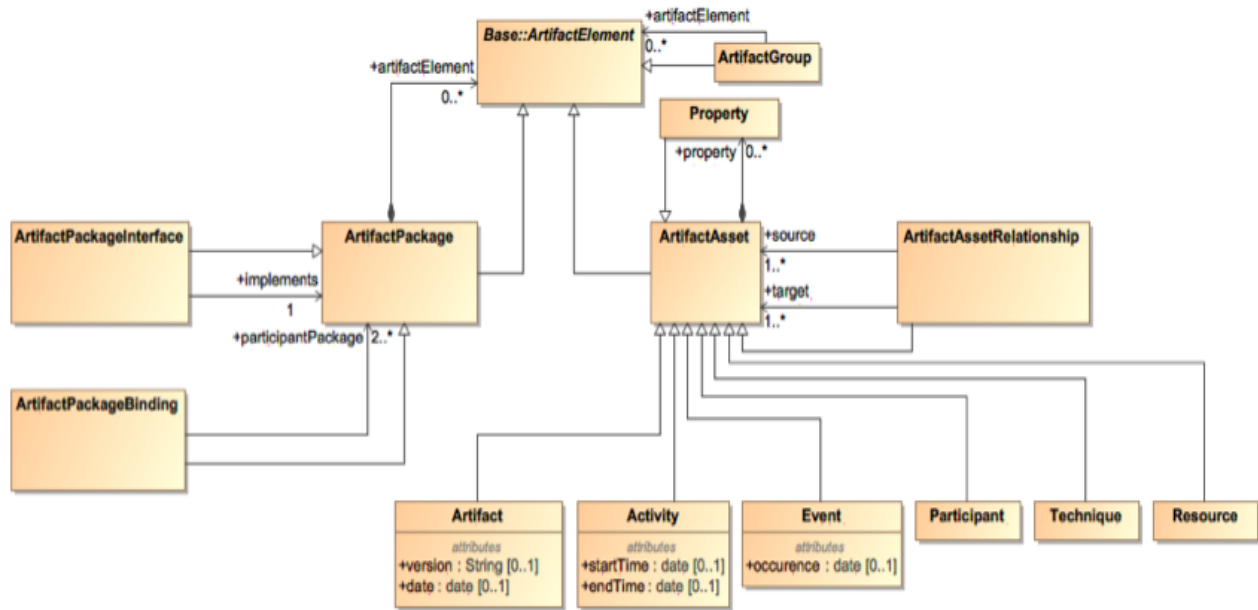 +artifactElement
Base::ArtifactElement
0..*
ArtifactGroup
+artifactElement
0..*
Property
+property 0..*
ArtifactPackageInterface
ArtifactPackage
ArtifactAsset
+source
1..*
ArtifactAssetRelationship
+implements
1
+target
1..*
+participantPackage 2..*
ArtifactPackageBinding
Artifact
attributes
+version : String [0..1]
+date : date [0..1]
Activity
attributes
+startTime : date [0..1]
+endTime : date [0..1]
Event
attributes
+occurence : date [0..1]
Participant
Technique
Resource